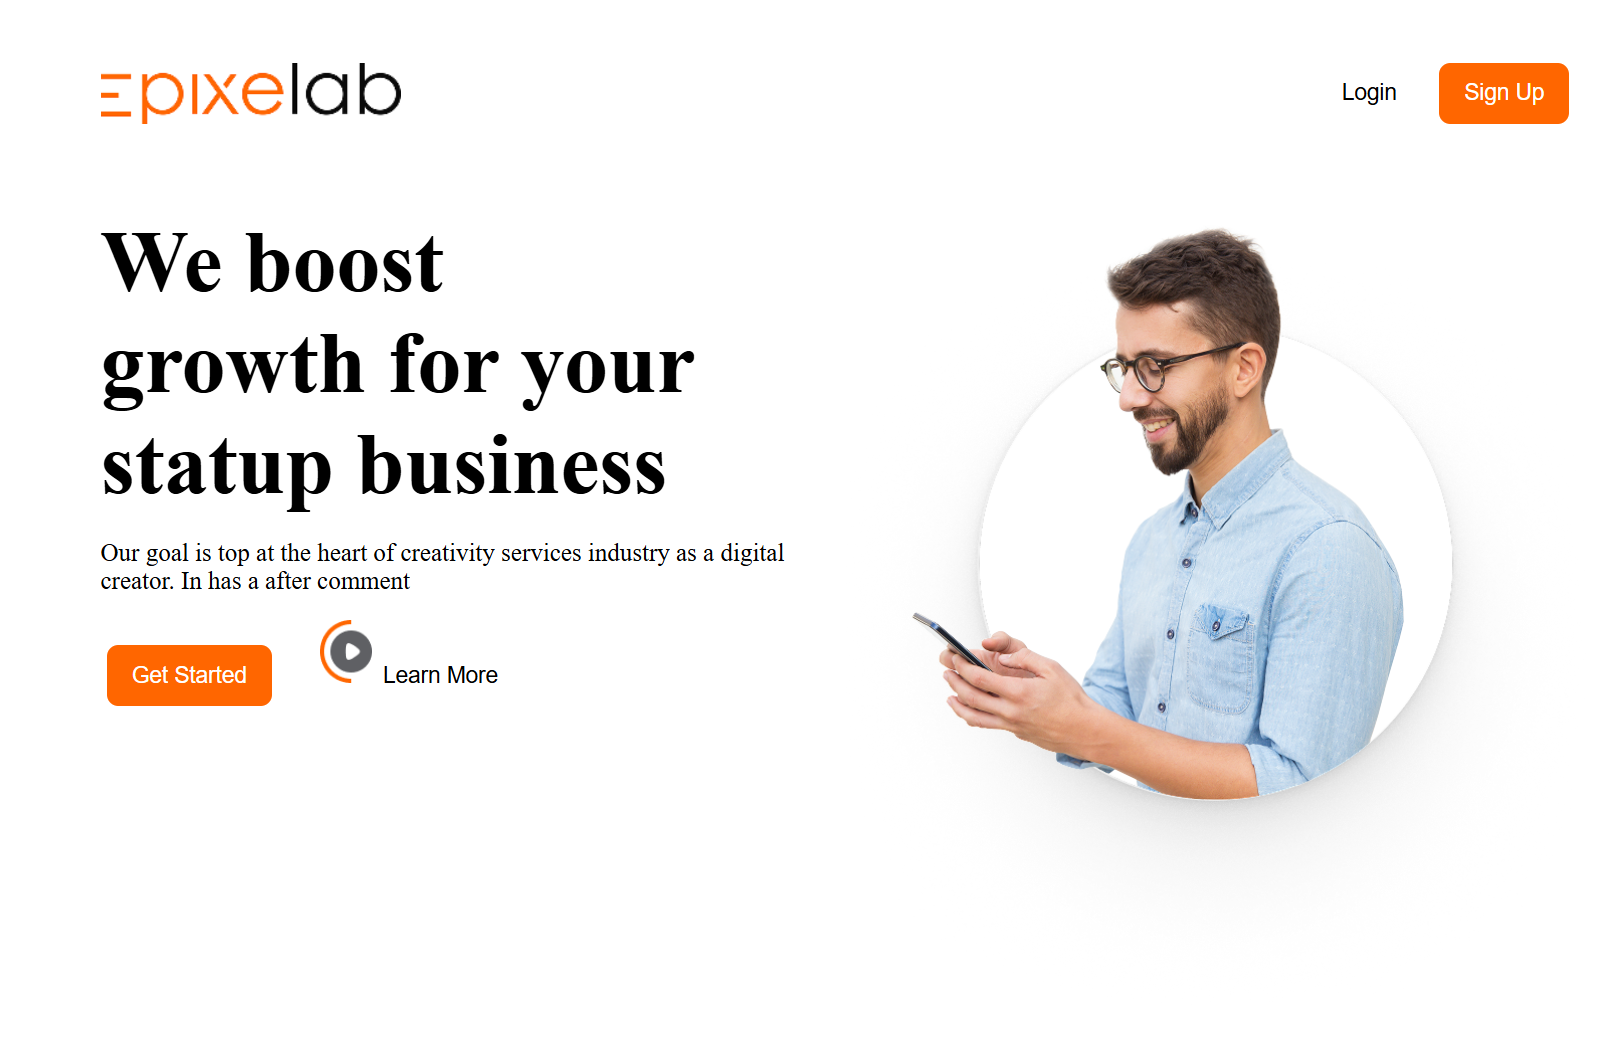 Epixelab
Login
Sign Up
We boost
growth for your
statup business
Our goal is top at the heart of creativity services industry as a digital
creator. In has a after comment
Get Started
Learn More